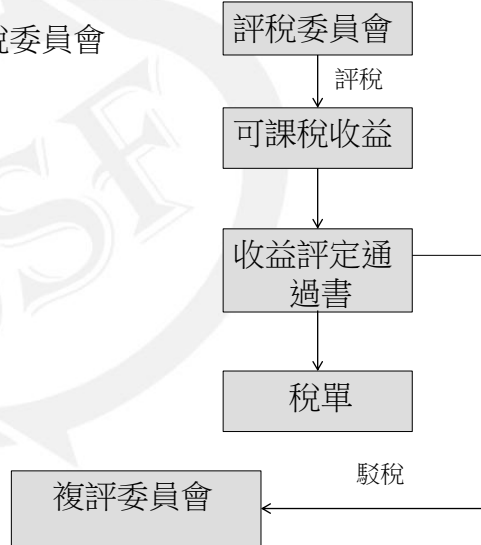 評稅委員會
稅委員會
評稅
可課稅收益
收益評定通
過書
稅單
駁稅
複評委員會